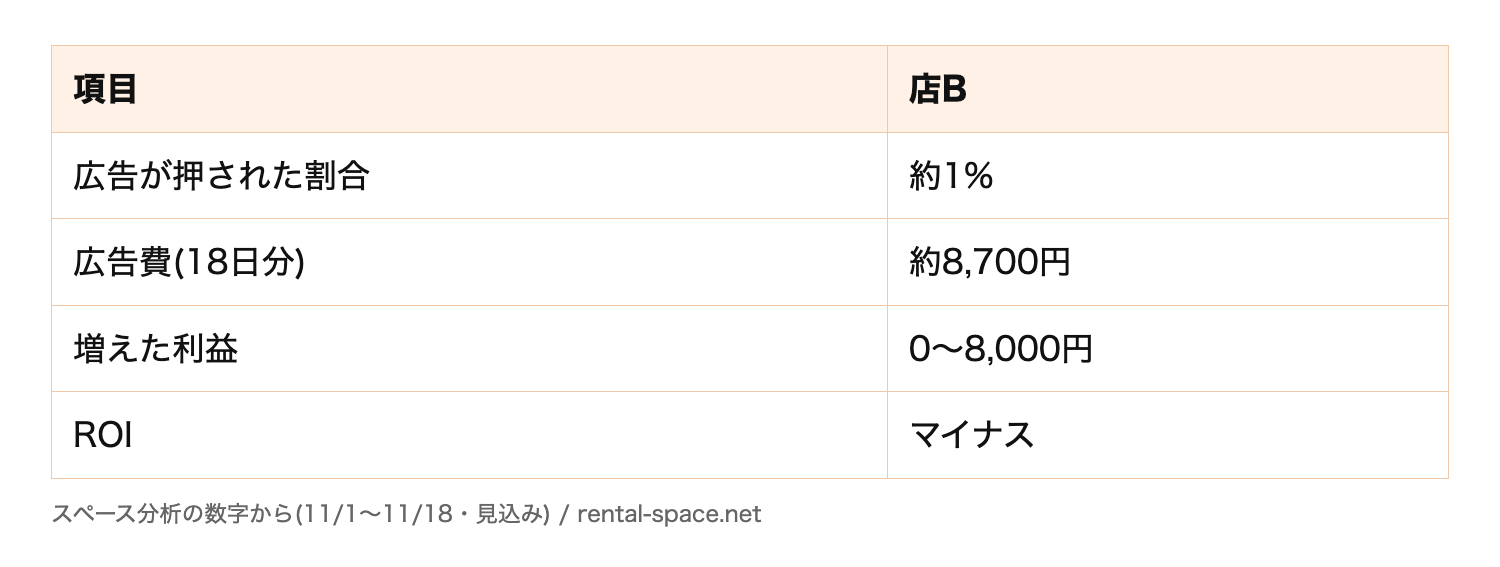 項目 店B
広告が押された割合 約1%
広告費(18日分) 約8,700円
増えた利益 0〜8,000円
ROI マイナス
スペース分析の数字から(11/1〜11/18・見込み) / rental-space.net